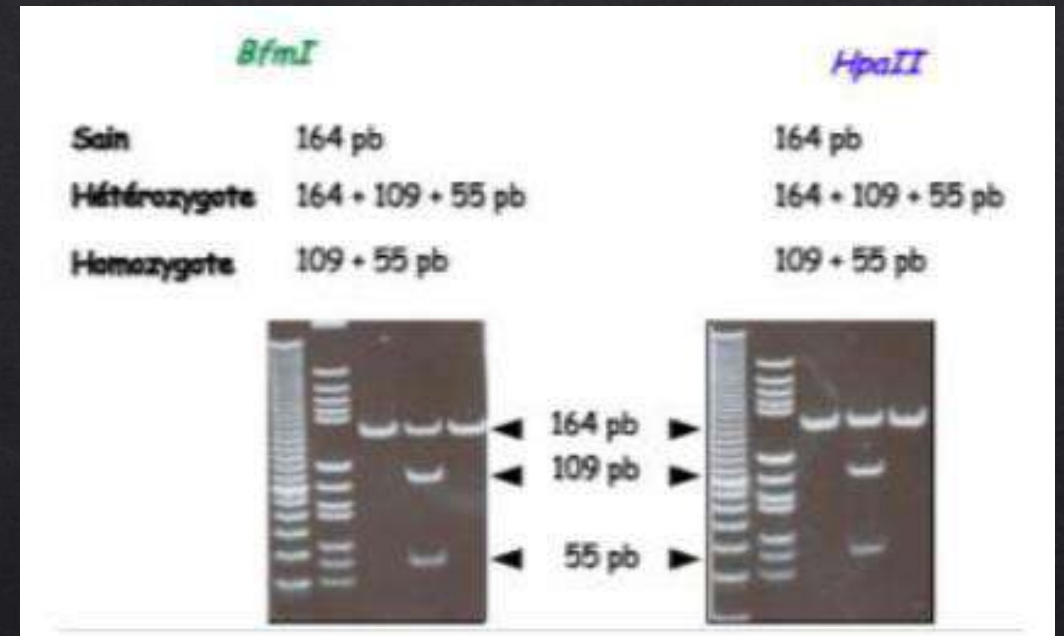 BfmI HpaII
Sain 164 pb 164 pb
Hétérozygote 164 + 109 + 55 pb 164 + 109 + 55 pb
Homozygote 109 + 55 pb 109 + 55 pb
164 pb
109 pb
55 pb